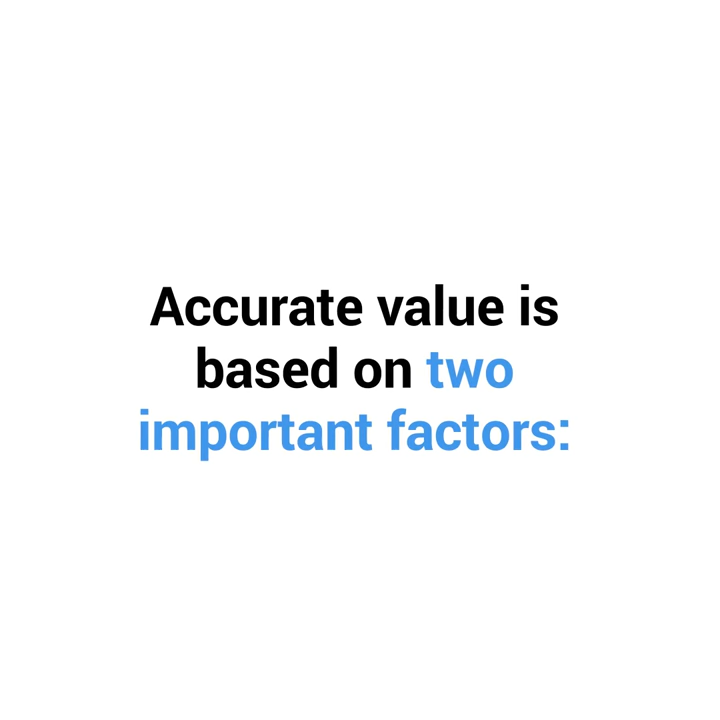 Accurate value is
based on two
important factors: